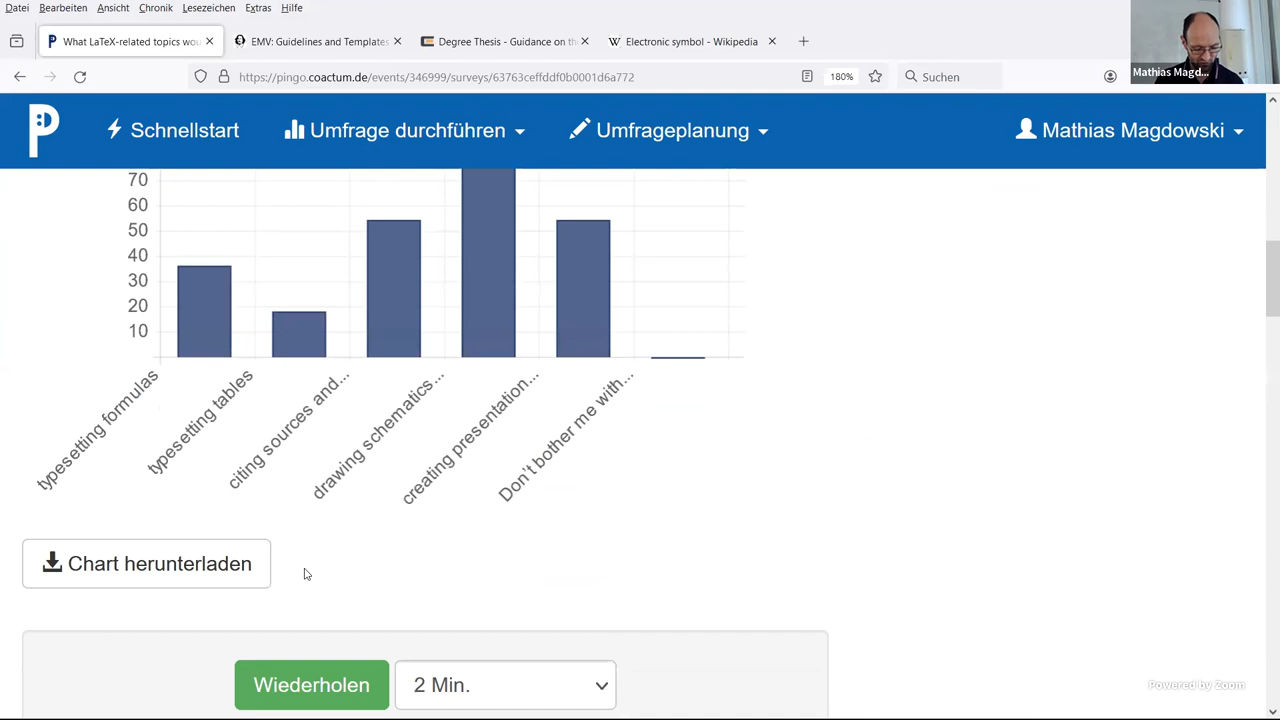 Datei Bearbeiten Ansicht Chronik Lesezeichen Extras Hilfe
What LaTeX-related topics wou
EMV: Guidelines and Templates
Degree Thesis - Guidance on th
Electronic symbol - Wikipedia
https://pingo.coactum.de/events/346999/surveys/63763ceffddf0b0001d6a772
180%
Suchen
Mathias Magd...
Schnellstart
Umfrage durchführen
Umfrageplanung
Mathias Magdowski
70
60
50
40
30
20
10
typesetting formulas
typesetting tables
citing sources and...
drawing schematics...
creating presentation...
Don't bother me with...
Chart herunterladen
Wiederholen
2 Min.
Powered by Zoom